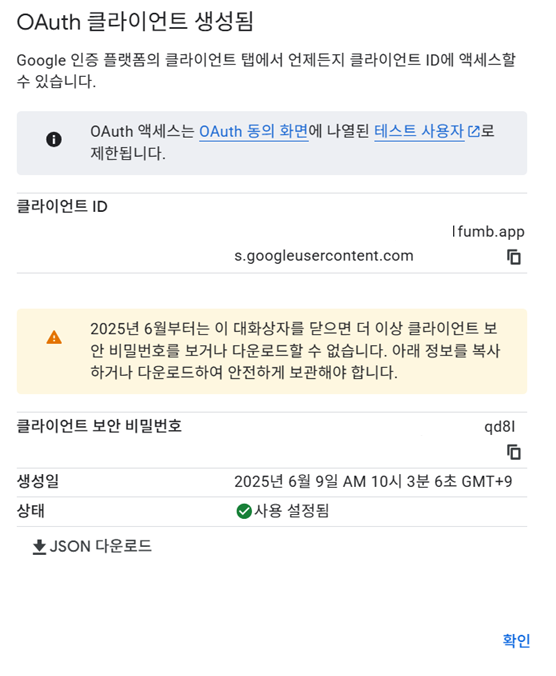 OAuth 클라이언트 생성됨
Google 인증 플랫폼의 클라이언트 탭에서 언제든지 클라이언트 ID에 액세스할
수 있습니다.
OAuth 액세스는 OAuth 동의 화면에 나열된 테스트 사용자로
제한됩니다.
클라이언트 ID
lfumb.app
s.googleusercontent.com
2025년 6월부터는 이 대화상자를 닫으면 더 이상 클라이언트 보
안 비밀번호를 보거나 다운로드할 수 없습니다. 아래 정보를 복사
하거나 다운로드하여 안전하게 보관해야 합니다.
클라이언트 보안 비밀번호
qd8I
생성일
2025년 6월 9일 AM 10시 3분 6초 GMT+9
상태
사용 설정됨
JSON 다운로드
확인